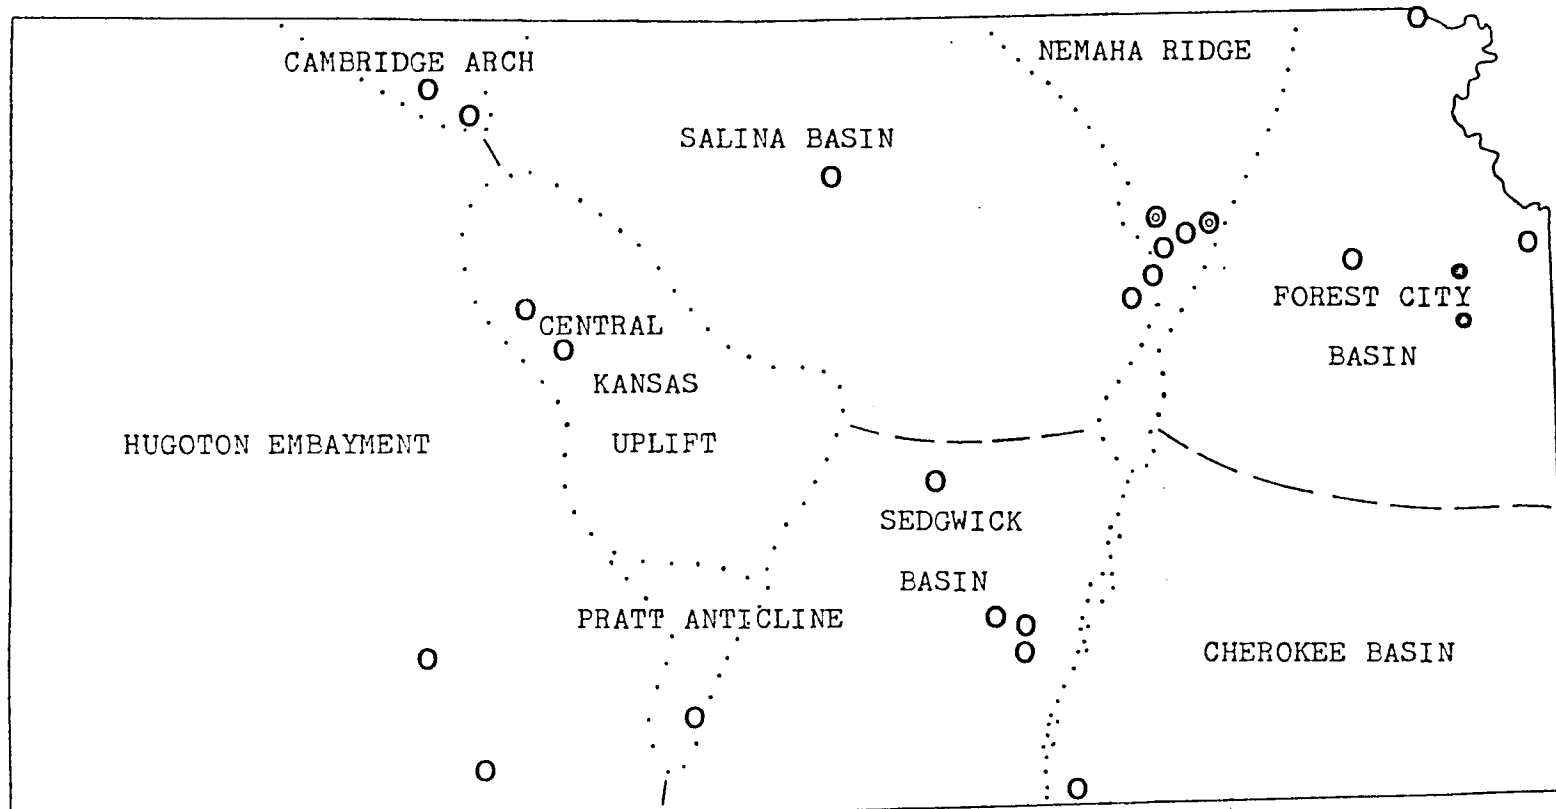 CAMBRIDGE ARCH
NEMAHA RIDGE
SALINA BASIN
FOREST CITY
BASIN
CENTRAL
KANSAS
UPLIFT
HUGOTON EMBAYMENT
SEDGWICK
BASIN
PRATT ANTICLINE
CHEROKEE BASIN